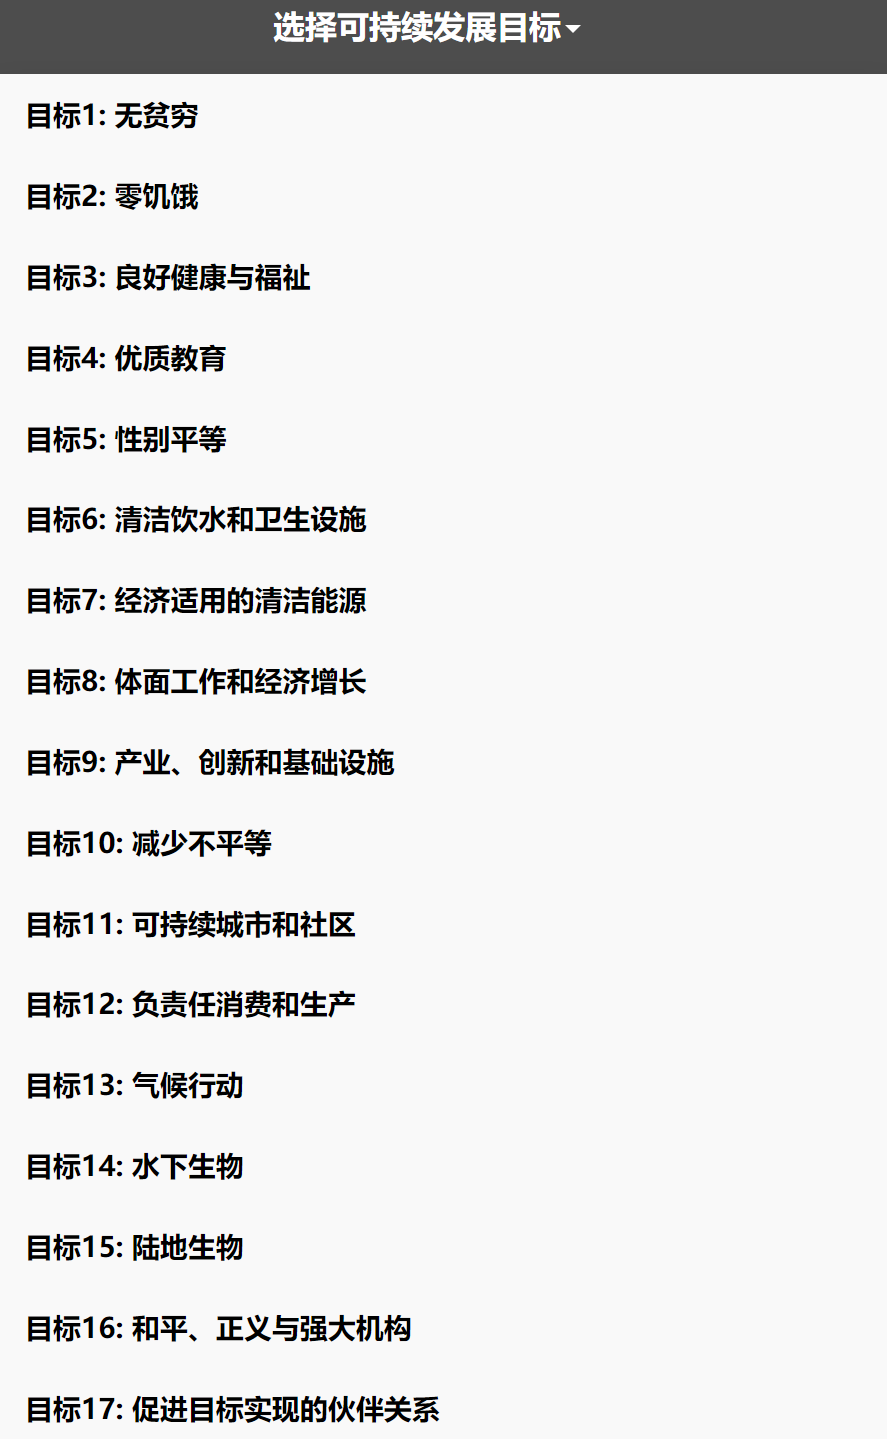 选择可持续发展目标
目标1: 无贫穷
目标2: 零饥饿
目标3: 良好健康与福祉
目标4: 优质教育
目标5: 性别平等
目标6: 清洁饮水和卫生设施
目标7: 经济适用的清洁能源
目标8: 体面工作和经济增长
目标9: 产业、创新和基础设施
目标10: 减少不平等
目标11: 可持续城市和社区
目标12: 负责任消费和生产
目标13: 气候行动
目标14: 水下生物
目标15: 陆地生物
目标16: 和平、正义与强大机构
目标17: 促进目标实现的伙伴关系